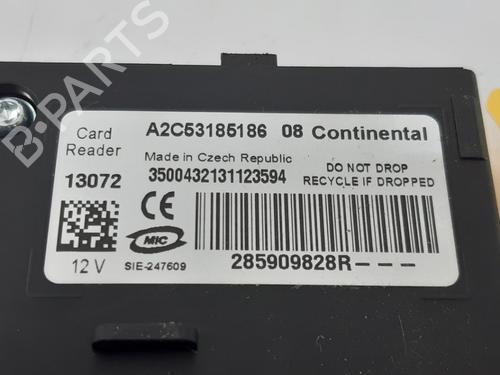 Card Reader
A2C53185186 08 Continental
Made in Czech Republic
DO NOT DROP
RECYCLE IF DROPPED
13072
3500432131123594
CE
MIC
12 V
SIE-247609
285909828R---
B-PARTS